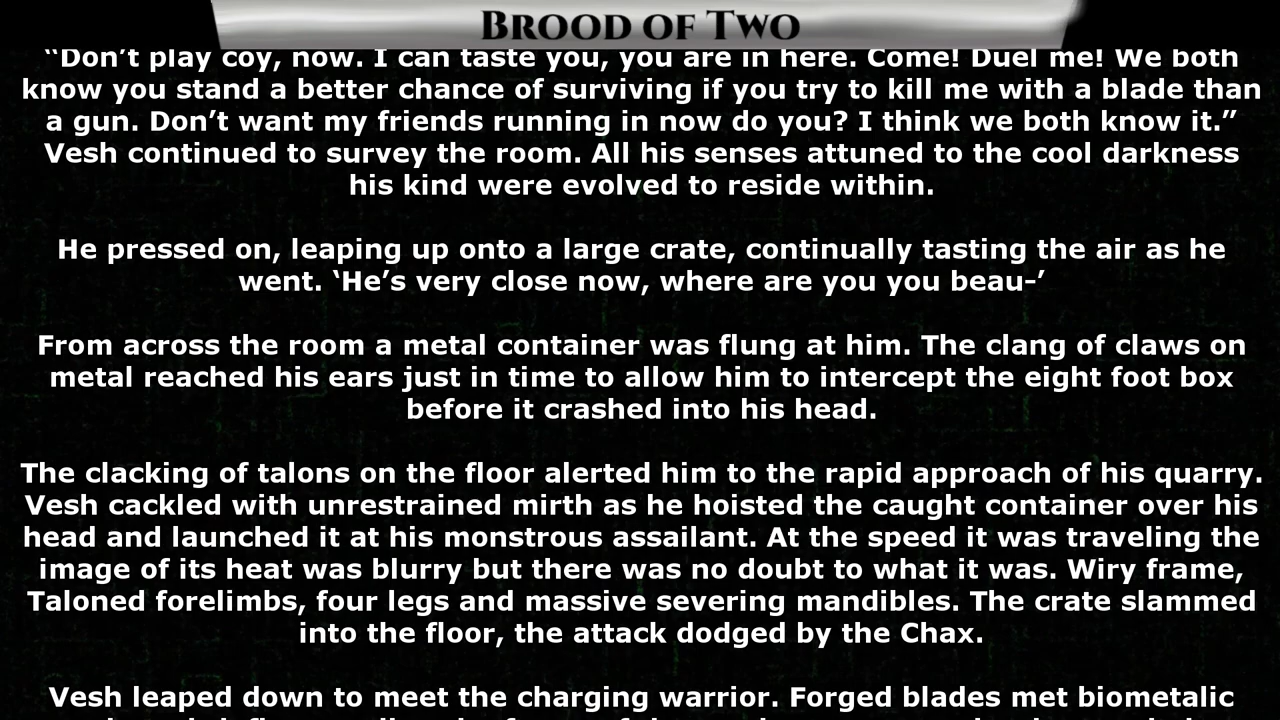 Brood of Two
“Don’t play coy, now. I can taste you, you are in here. Come! Duel me! We both
know you stand a better chance of surviving if you try to kill me with a blade than
a gun. Don’t want my friends running in now do you? I think we both know it.”
Vesh continued to survey the room. All his senses attuned to the cool darkness
his kind were evolved to reside within.
He pressed on, leaping up onto a large crate, continually tasting the air as he
went. ‘He’s very close now, where are you you beau-’
From across the room a metal container was flung at him. The clang of claws on
metal reached his ears just in time to allow him to intercept the eight foot box
before it crashed into his head.
The clacking of talons on the floor alerted him to the rapid approach of his quarry.
Vesh cackled with unrestrained mirth as he hoisted the caught container over his
head and launched it at his monstrous assailant. At the speed it was traveling the
image of its heat was blurry but there was no doubt to what it was. Wiry frame,
Taloned forelimbs, four legs and massive severing mandibles. The crate slammed
into the floor, the attack dodged by the Chax.
Vesh leaped down to meet the charging warrior. Forged blades met biometalic